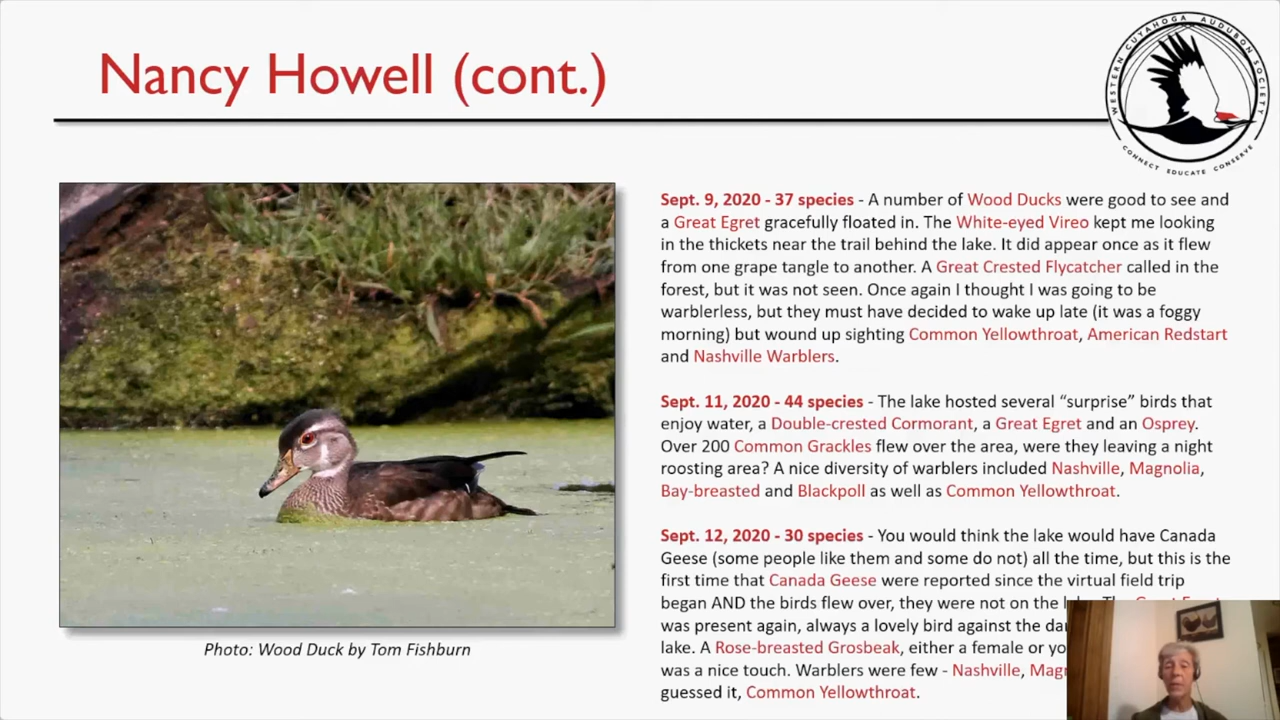 Nancy Howell (cont.)
WESTERN CUYAHOGA AUDUBON SOCIETY
CONNECT EDUCATE CONSERVE
Sept. 9, 2020 - 37 species - A number of Wood Ducks were good to see and
a Great Egret gracefully floated in. The White-eyed Vireo kept me looking
in the thickets near the trail behind the lake. It did appear once as it flew
from one grape tangle to another. A Great Crested Flycatcher called in the
forest, but it was not seen. Once again I thought I was going to be
warblerless, but they must have decided to wake up late (it was a foggy
morning) but wound up sighting Common Yellowthroat, American Redstart
and Nashville Warblers.
Sept. 11, 2020 - 44 species - The lake hosted several “surprise” birds that
enjoy water, a Double-crested Cormorant, a Great Egret and an Osprey.
Over 200 Common Grackles flew over the area, were they leaving a night
roosting area? A nice diversity of warblers included Nashville, Magnolia,
Bay-breasted and Blackpoll as well as Common Yellowthroat.
Sept. 12, 2020 - 30 species - You would think the lake would have Canada
Geese (some people like them and some do not) all the time, but this is the
first time that Canada Geese were reported since the virtual field trip
began AND the birds flew over, they were not on the
was present again, always a lovely bird against the
lake. A Rose-breasted Grosbeak, either a female or
was a nice touch. Warblers were few - Nashville,
guessed it, Common Yellowthroat.
Photo: Wood Duck by Tom Fishburn